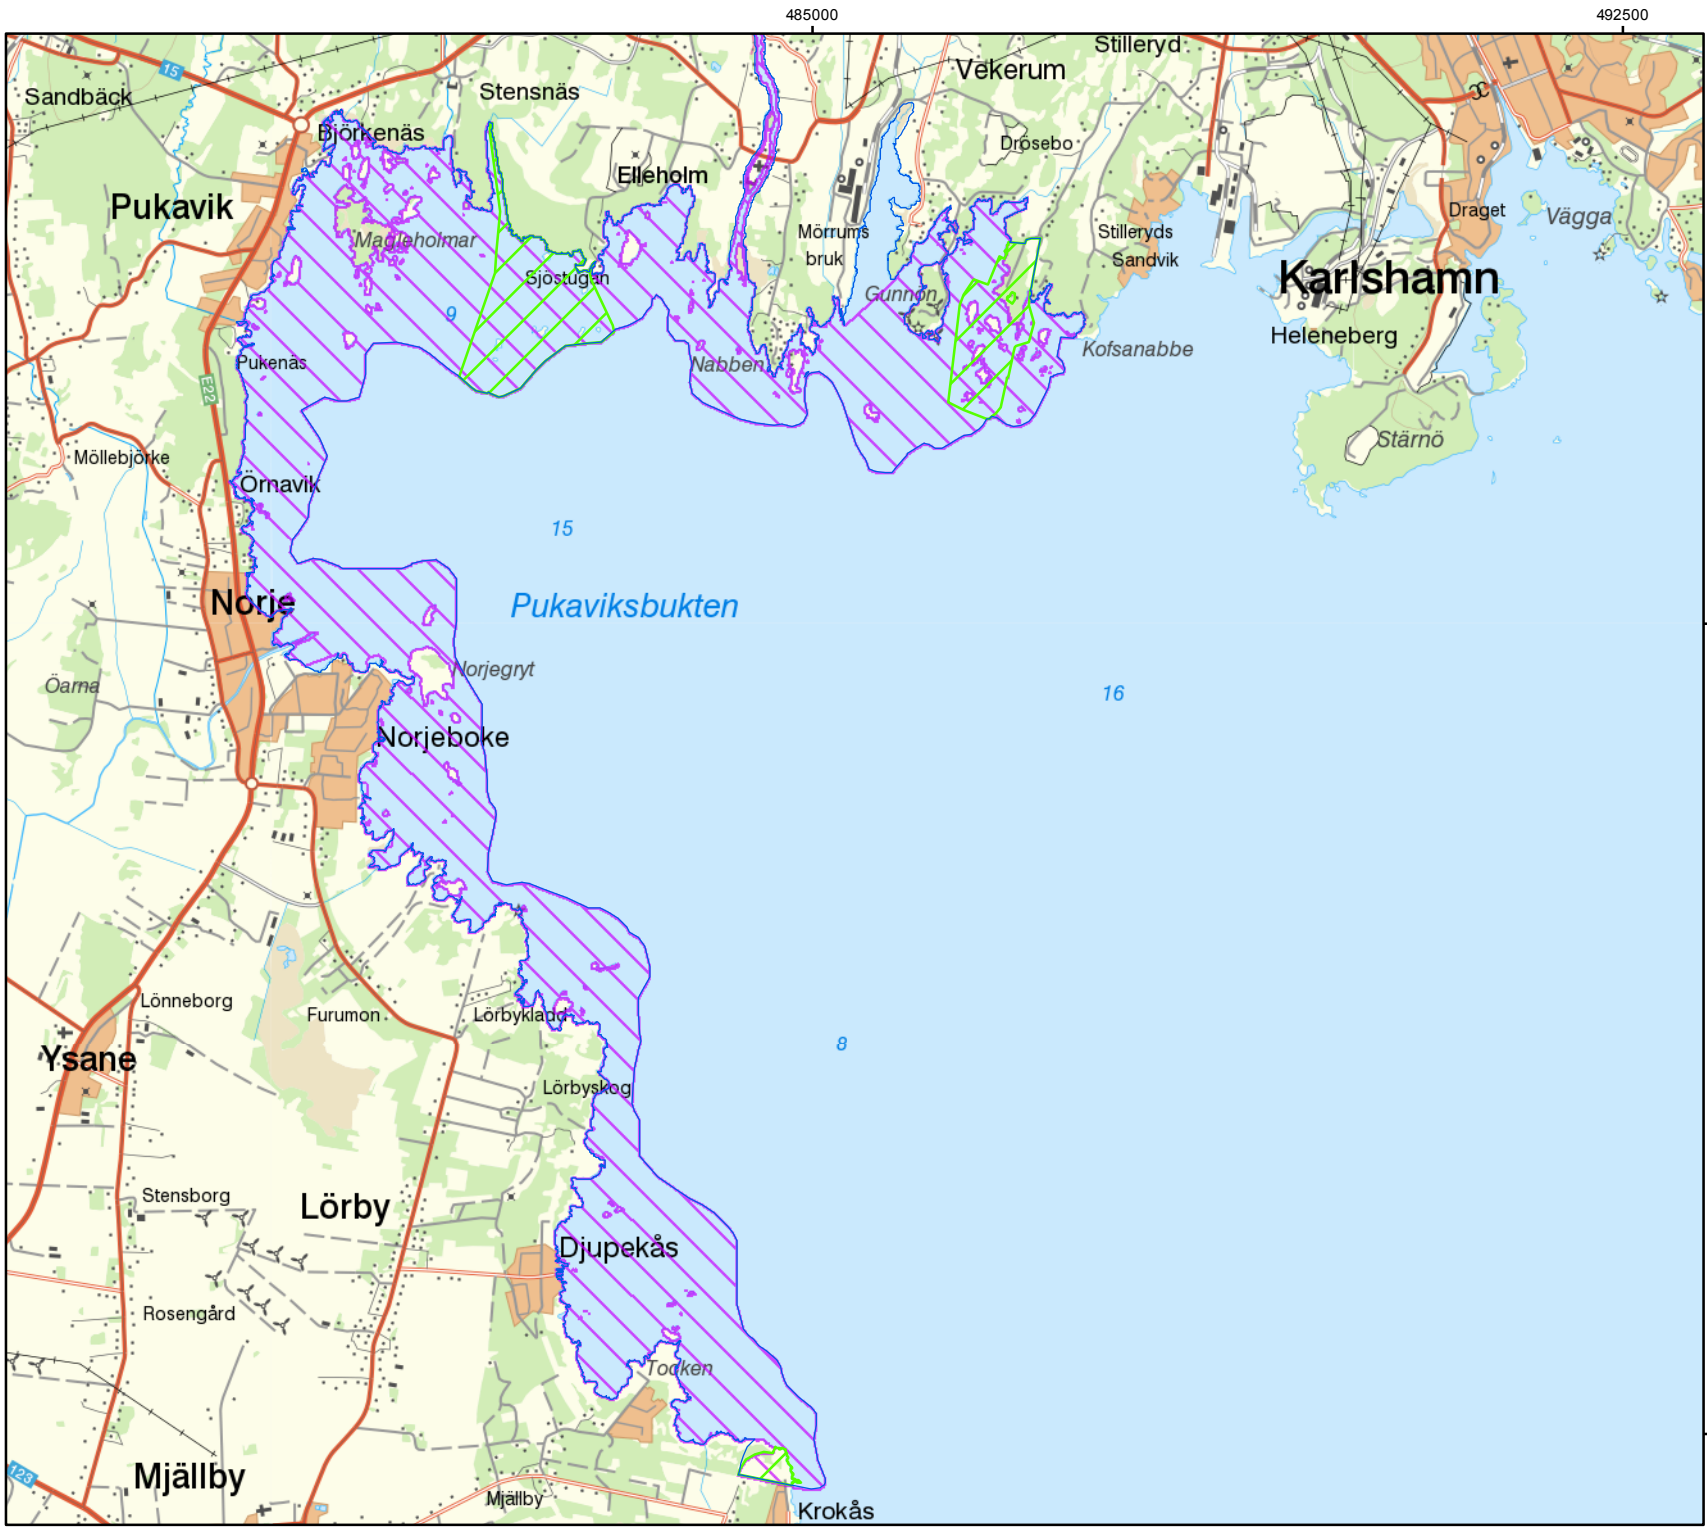 485000
492500
Stilleryd
15
Vekerum
Stensnäs
Sandbäck
Björkenäs
Drösebo
Elleholm
Pukavik
Draget
Vägga
Magleholmar
Mörrums
bruk
Stilleryds
Sandvik
Sjöstugan
Karlshamn
Gunnön
9
Heleneberg
Kofsanabbe
Pukenäs
Nabben
E22
Stärnö
Möllebjörke
Örnavik
15
Norje
Pukaviksbukten
Norjegryt
Öarna
16
Norjeboke
Lönneborg
Furumon
Lörbykladd
8
Ysane
Lörbyskog
Stensborg
Lörby
Djupekås
Rosengård
Tocken
Mjällby
123
Mjällby
Krokås